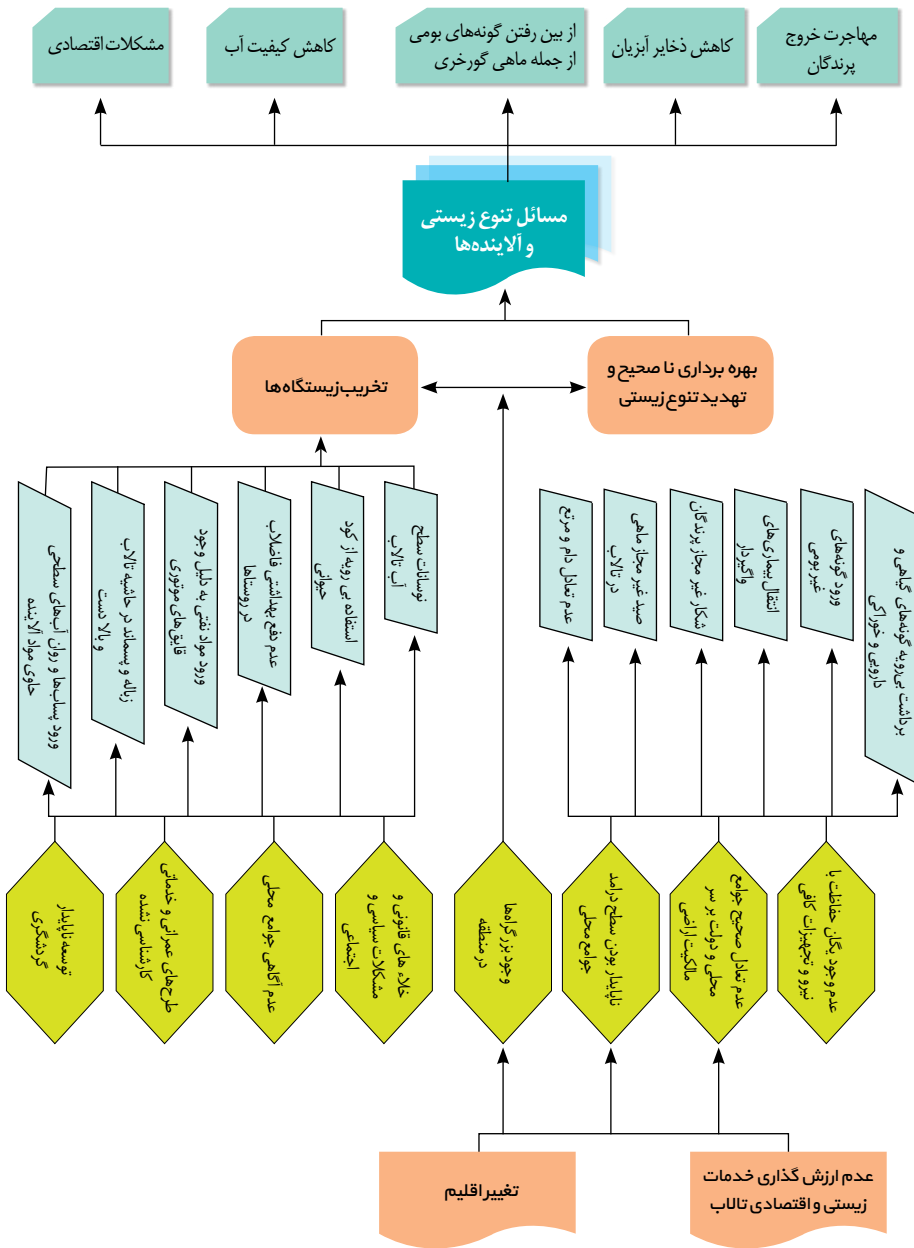 مهاجرت خروج
پرندگان
کاهش ذخایر آبزیان
از بین رفتن گونه‌های بومی
از جمله ماهی گورخری
کاهش کیفیت آب
مشکلات اقتصادی
مسائل تنوع زیستی
و آلاینده‌ها
بهره برداری نا صحیح و
تهدید تنوع زیستی
تخریب زیستگاه‌ها
برداشت بی‌رویه گونه‌های گیاهی و
دارویی و خوراکی
ورود گونه‌های
غیر بومی
انتقال بیماری‌های
واگیردار
شکار غیر مجاز پرندگان
صید غیر مجاز ماهی
در تالاب
عدم تعادل دام و مرتع
نوسانات سطح
آب تالاب
استفاده بی رویه از کود
حیوانی
عدم دفع بهداشتی فاضلاب
در روستاها
ورود مواد نفتی به دلیل وجود
قایق‌های موتوری
زباله و پسماند در حاشیه تالاب
و بالا دست
ورود پساب‌ها و روان آب‌های سطحی
حاوی مواد آلاینده
عدم وجود یگان حفاظت با
نیرو و تجهیزات کافی
عدم تعادل صحیح جوامع
محلی و دولت بر سر
مالکیت اراضی
ناپایدار بودن سطح درامد
جوامع محلی
وجود بزرگراه‌ها
در منطقه
خلاء های قانونی و
مشکلات سیاسی و
اجتماعی
عدم آگاهی جوامع محلی
طرح‌های عمرانی و خدماتی
کارشناسی نشده
توسعه ناپایدار
گردشگری
عدم ارزش گذاری خدمات
زیستی و اقتصادی تالاب
تغییر اقلیم